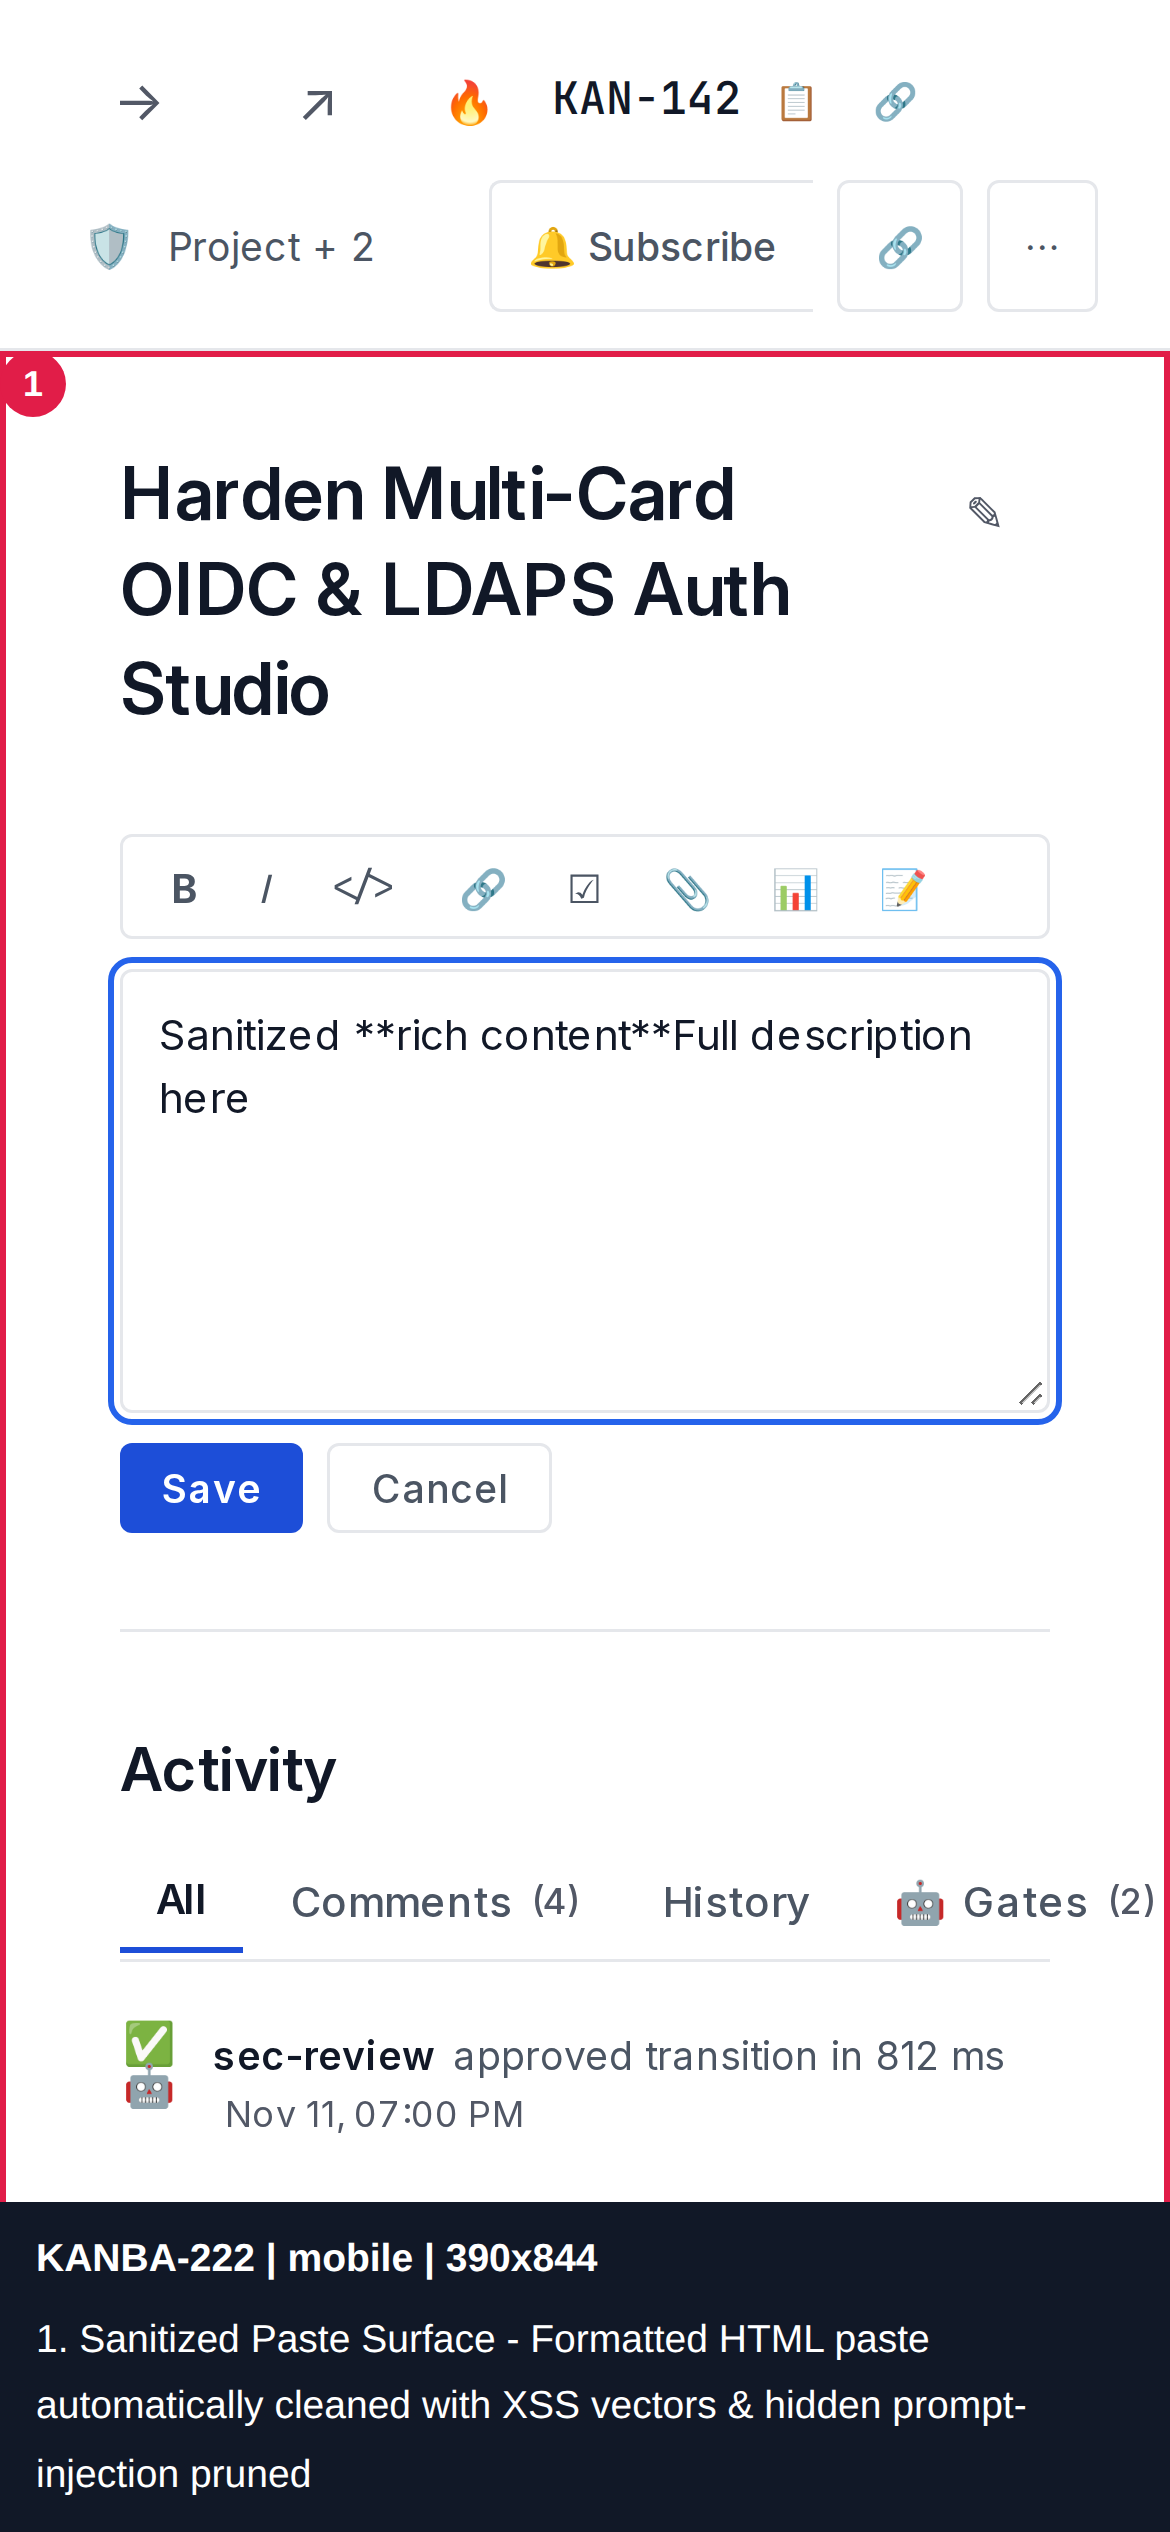 → ↗ 🔥 KAN-142 📋 🔗
🛡️ Project + 2 🔔 Subscribe 🔗 ...
1
Harden Multi-Card
OIDC & LDAPS Auth
Studio
✎
B I </> 🔗 ☑ 📎 📊 📝
Sanitized **rich content**Full description
here
Save Cancel
Activity
All Comments (4) History 🤖 Gates (2)
✅ 🤖 sec-review approved transition in 812 ms
Nov 11, 07:00 PM
KANBA-222 | mobile | 390x844
1. Sanitized Paste Surface - Formatted HTML paste
automatically cleaned with XSS vectors & hidden prompt-
injection pruned